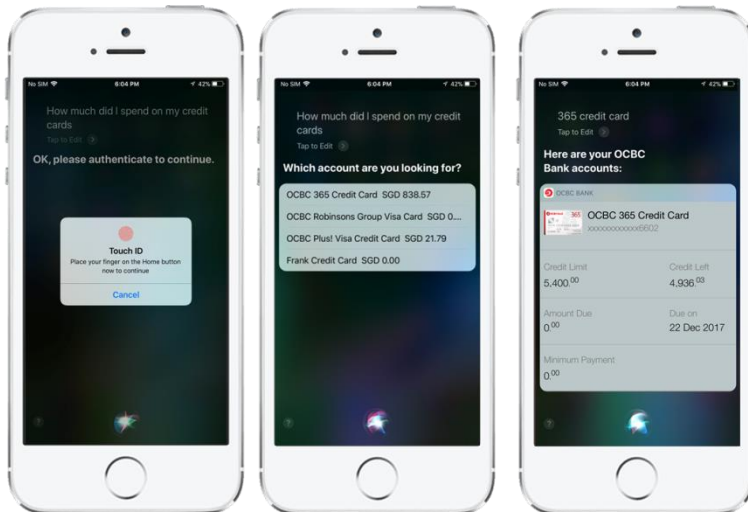 No SIM 6:04 PM 42%
How much did I spend on my credit
cards
Tap to Edit
OK, please authenticate to continue.
Touch ID
Place your finger on the Home button
now to continue
Cancel
?
No SIM 6:04 PM 42%
How much did I spend on my credit
cards
Tap to Edit
Which account are you looking for?
OCBC 365 Credit Card SGD 838.57
OCBC Robinsons Group Visa Card SGD 0....
OCBC Plus! Visa Credit Card SGD 21.79
Frank Credit Card SGD 0.00
?
No SIM 6:04 PM 42%
365 credit card
Tap to Edit
Here are your OCBC
Bank accounts:
OCBC BANK
365
OCBC 365 Credit Card
xxxxxxxxxxxx5602
Credit Limit Credit Left
5,400.00 4,936.03
Amount Due Due on
0.00 22 Dec 2017
Minimum Payment
0.00
?